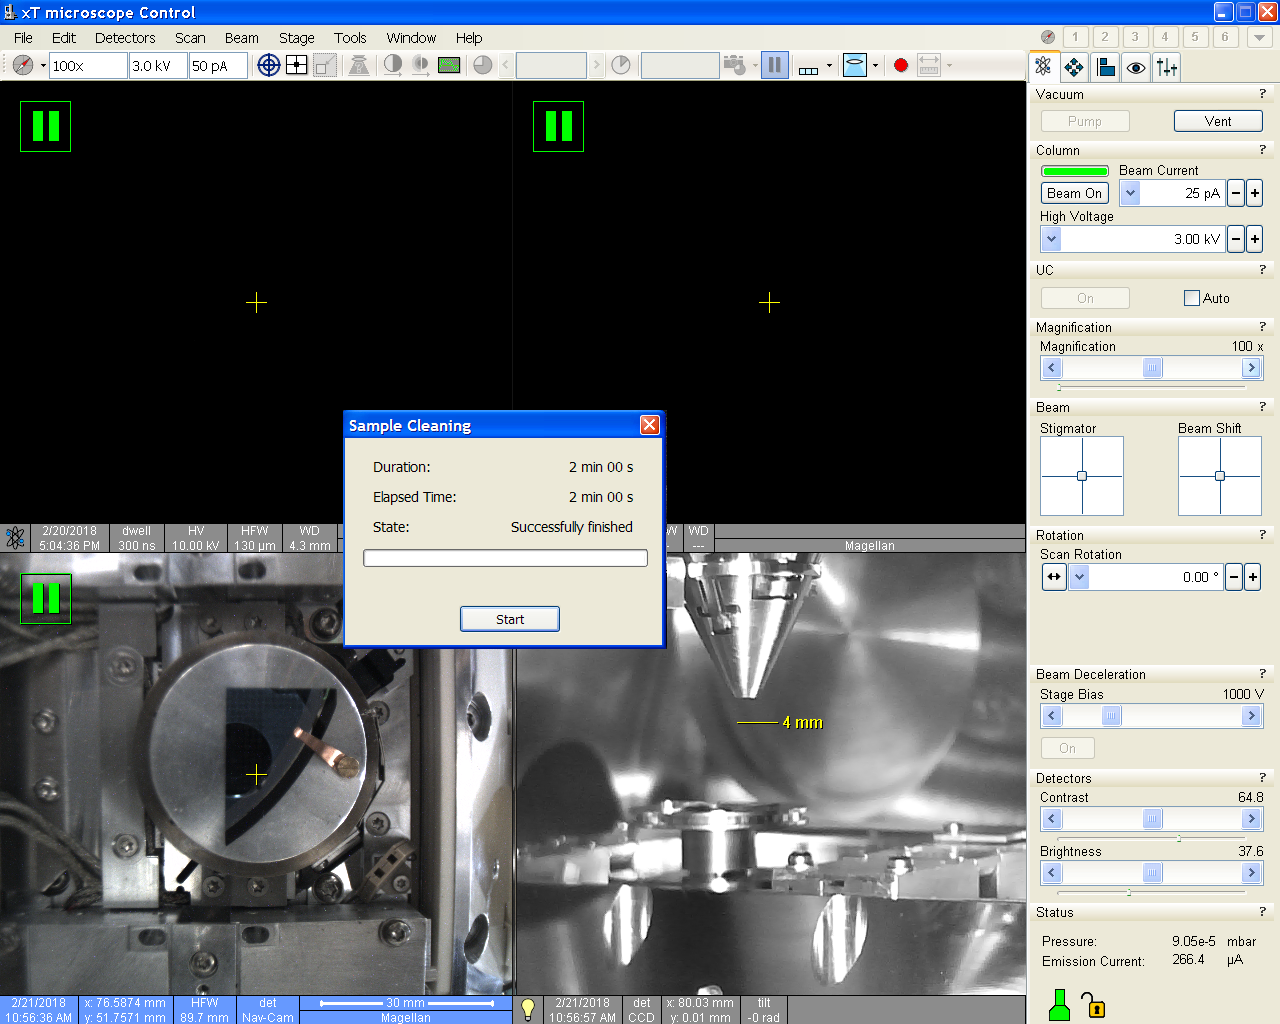 xT microscope Control
File Edit Detectors Scan Beam Stage Tools Window Help
1 2 3 4 5 6
100x 3.0 kV 50 pA
Vacuum ?
Pump Vent
Column ?
Beam Current
Beam On 25 pA
High Voltage
3.00 kV
UC ?
On Auto
Magnification ?
Magnification 100 x
Beam ?
Stigmator Beam Shift
Rotation ?
Scan Rotation
0.00 °
Beam Deceleration ?
Stage Bias 1000 V
On
Detectors ?
Contrast 64.8
Brightness 37.6
Status ?
Pressure: 9.05e-5 mbar
Emission Current: 266.4 µA
Sample Cleaning
Duration: 2 min 00 s
Elapsed Time: 2 min 00 s
State: Successfully finished
Start
2/20/2018 dwell HV HFW WD
5:04:36 PM 300 ns 10.00 kV 130 µm 4.3 mm
W WD
--- Magellan
4 mm
2/21/2018 x: 76.5874 mm HFW det 30 mm
10:56:36 AM y: 51.7571 mm 89.7 mm Nav-Cam Magellan
2/21/2018 det x: 80.03 mm tilt
10:56:57 AM CCD y: 0.01 mm -0 rad